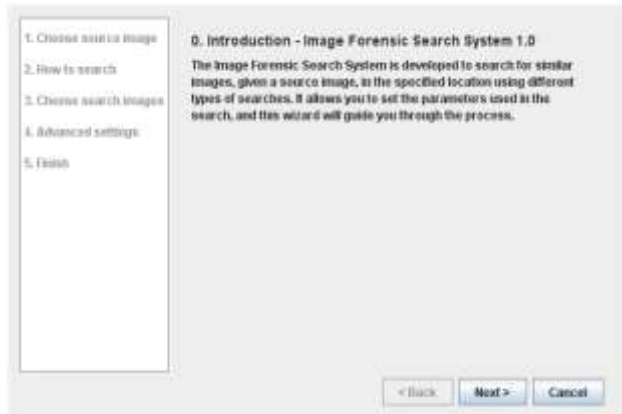 1. Choose source image
2. How to search
3. Choose search images
4. Advanced settings
5. Finish
0. Introduction - Image Forensic Search System 1.0
The Image Forensic Search System is developed to search for similar
images, given a source image, in the specified location using different
types of searches. It allows you to set the parameters used in the
search, and this wizard will guide you through the process.
< Back
Next >
Cancel